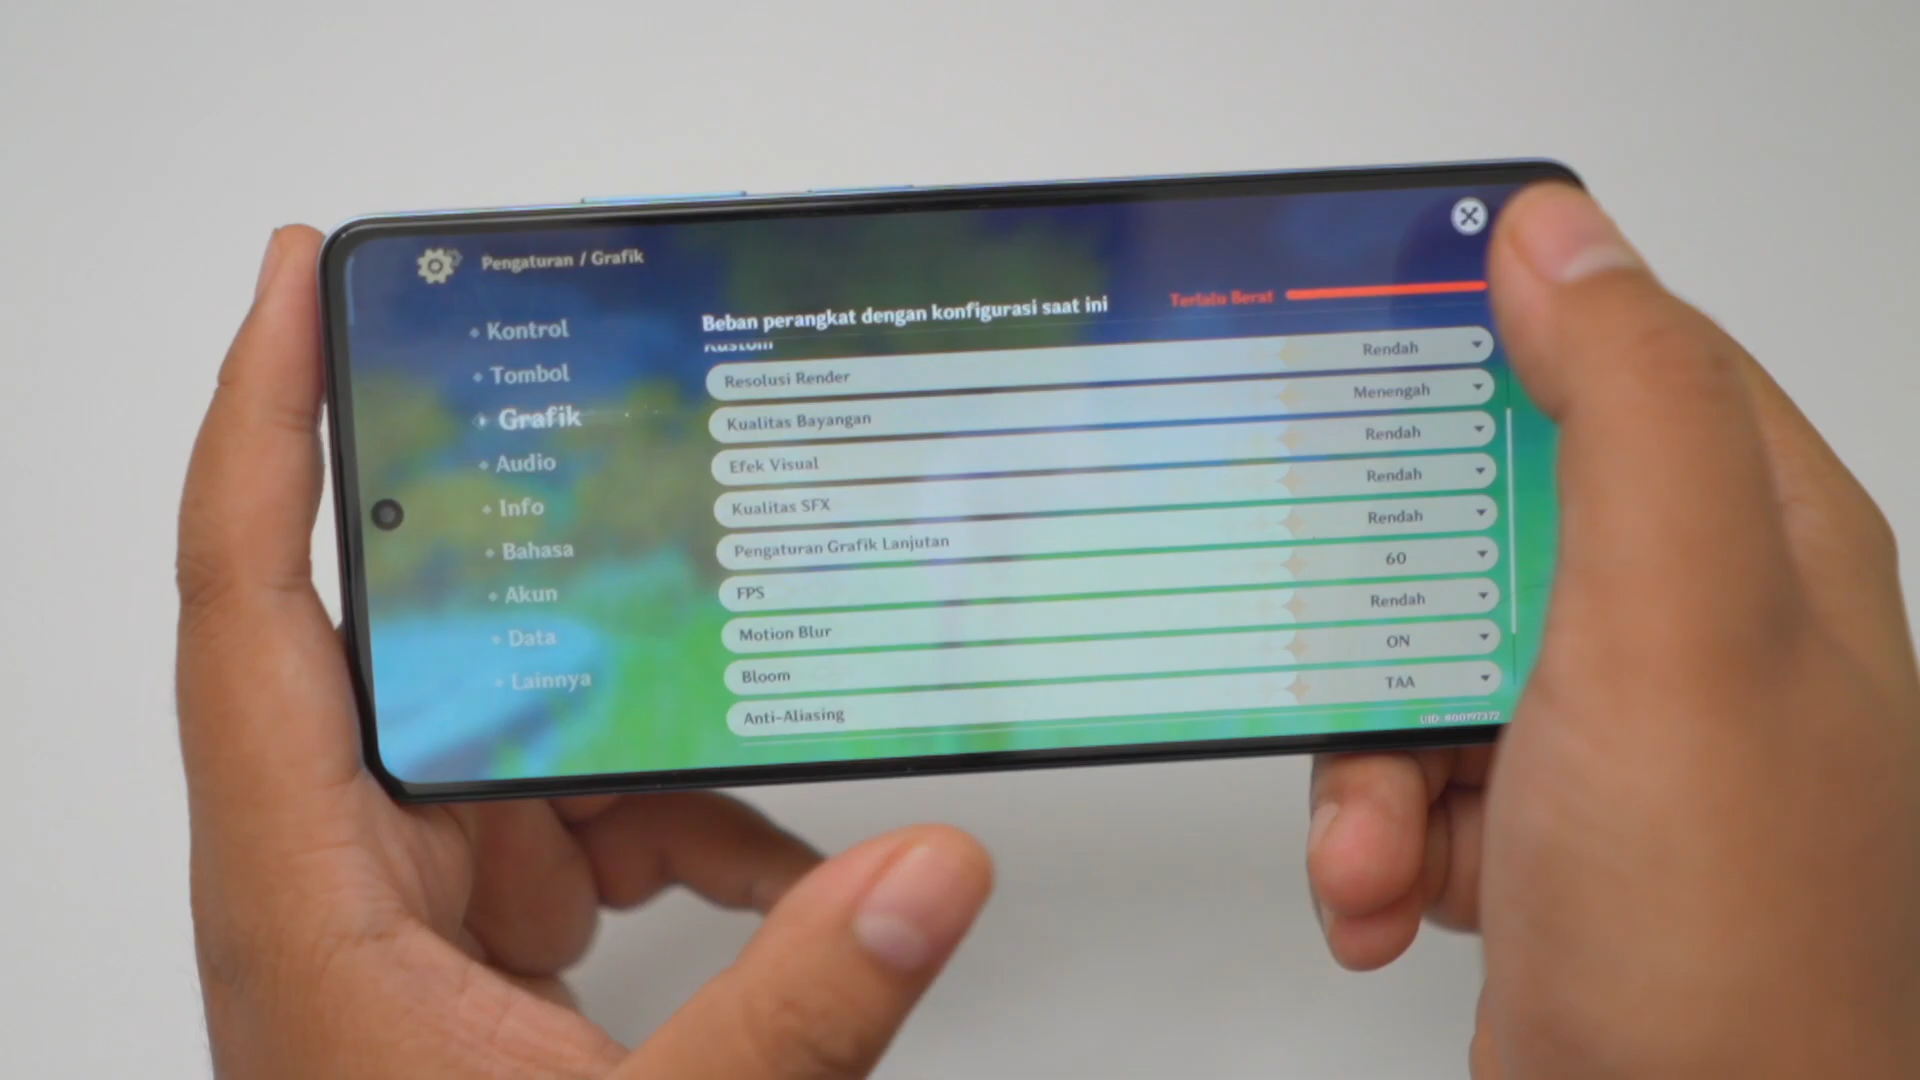 Pengaturan / Grafik
Kontrol
Tombol
Grafik
Audio
Info
Bahasa
Akun
Data
Lainnya
Beban perangkat dengan konfigurasi saat ini
Terlalu Berat
Kustom
Resolusi Render Rendah
Kualitas Bayangan Menengah
Efek Visual Rendah
Kualitas SFX Rendah
Pengaturan Grafik Lanjutan Rendah
FPS 60
Motion Blur Rendah
Bloom ON
Anti-Aliasing TAA
UID: